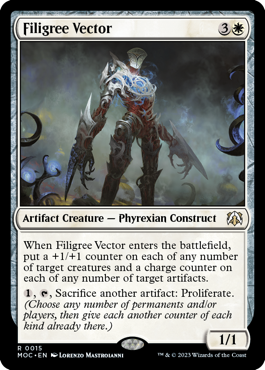 Filigree Vector 3
Artifact Creature — Phyrexian Construct
When Filigree Vector enters the battlefield,
put a +1/+1 counter on each of any number
of target creatures and a charge counter on
each of any number of target artifacts.
1, , Sacrifice another artifact: Proliferate.
(Choose any number of permanents and/or
players, then give each another counter of
each kind already there.)
1/1
R 0015
MOC • EN Lorenzo Mastroianni
™ & © 2023 Wizards of the Coast